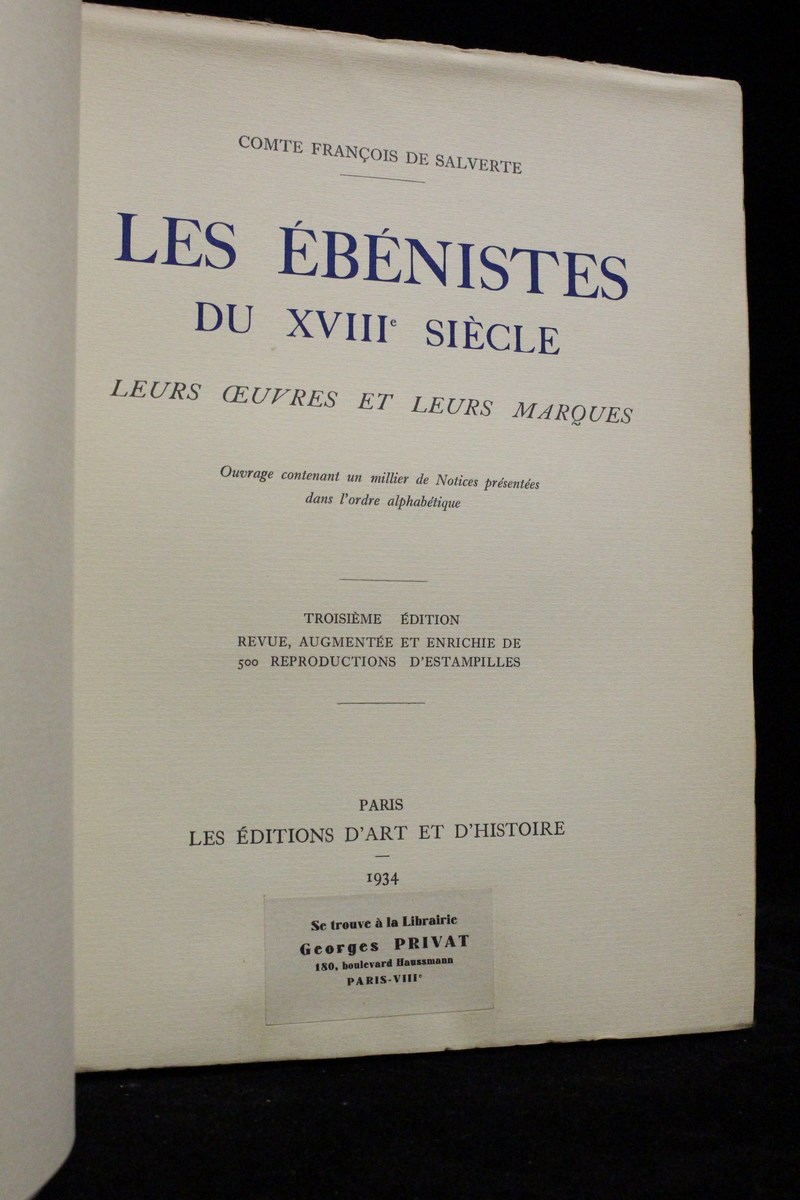 COMTE FRANÇOIS DE SALVERTE
LES ÉBÉNISTES
DU XVIIIe SIÈCLE
LEURS ŒUVRES ET LEURS MARQUES
Ouvrage contenant un millier de Notices présentées
dans l'ordre alphabétique
TROISIÈME ÉDITION
REVUE, AUGMENTÉE ET ENRICHIE DE
500 REPRODUCTIONS D'ESTAMPILLES
PARIS
LES ÉDITIONS D'ART ET D'HISTOIRE
1934
Se trouve à la Librairie
Georges PRIVAT
180, boulevard Haussmann
PARIS-VIIIe